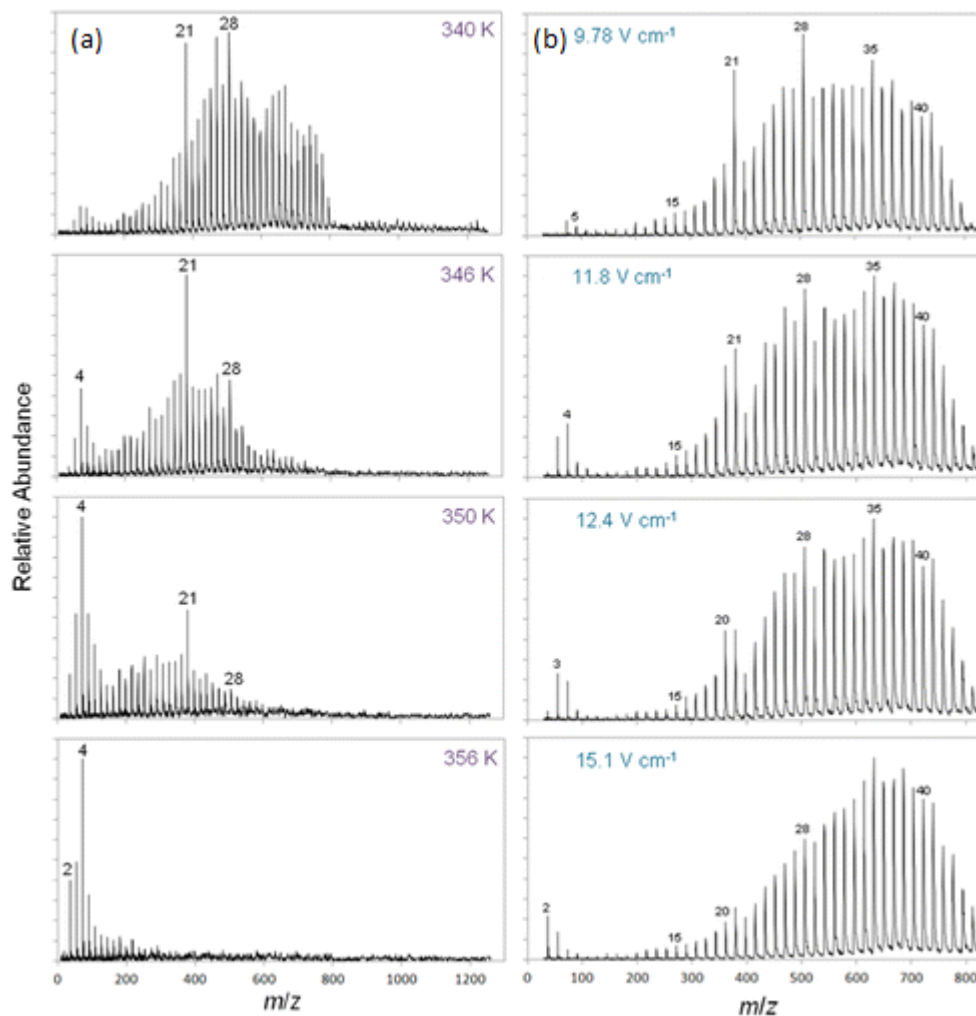 Relative Abundance
(a)
340 K
21
28
346 K
4
21
28
350 K
4
21
28
356 K
4
2
0 200 400 600 800 1000 1200
m/z
(b)
9.78 V cm⁻¹
5
15
21
28
35
40
11.8 V cm⁻¹
4
15
21
28
35
40
12.4 V cm⁻¹
3
15
20
28
35
40
15.1 V cm⁻¹
2
15
20
28
40
0 100 200 300 400 500 600 700 800
m/z